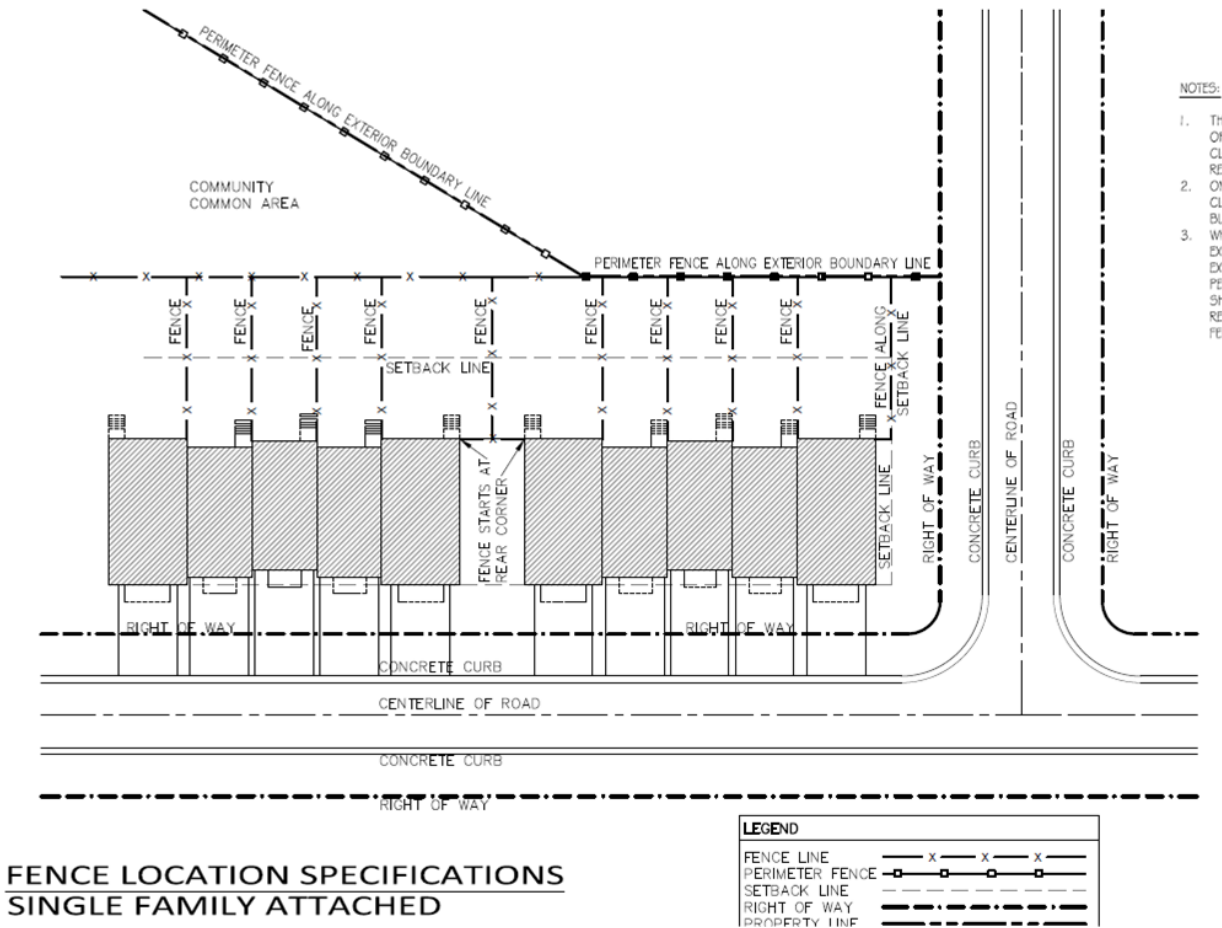 PERIMETER FENCE ALONG EXTERIOR BOUNDARY LINE
COMMUNITY
COMMON AREA
PERIMETER FENCE ALONG EXTERIOR BOUNDARY LINE
FENCE
FENCE
FENCE
FENCE
FENCE
FENCE
FENCE
FENCE
FENCE
FENCE ALONG
SETBACK LINE
SETBACK LINE
FENCE STARTS AT
REAR CORNER
SETBACK LINE
RIGHT OF WAY
CONCRETE CURB
CENTERLINE OF ROAD
CONCRETE CURB
RIGHT OF WAY
RIGHT OF WAY
RIGHT OF WAY
CONCRETE CURB
CENTERLINE OF ROAD
CONCRETE CURB
RIGHT OF WAY
NOTES:
1.
2.
3.
LEGEND
FENCE LINE
PERIMETER FENCE
SETBACK LINE
RIGHT OF WAY
PROPERTY LINE
FENCE LOCATION SPECIFICATIONS
SINGLE FAMILY ATTACHED